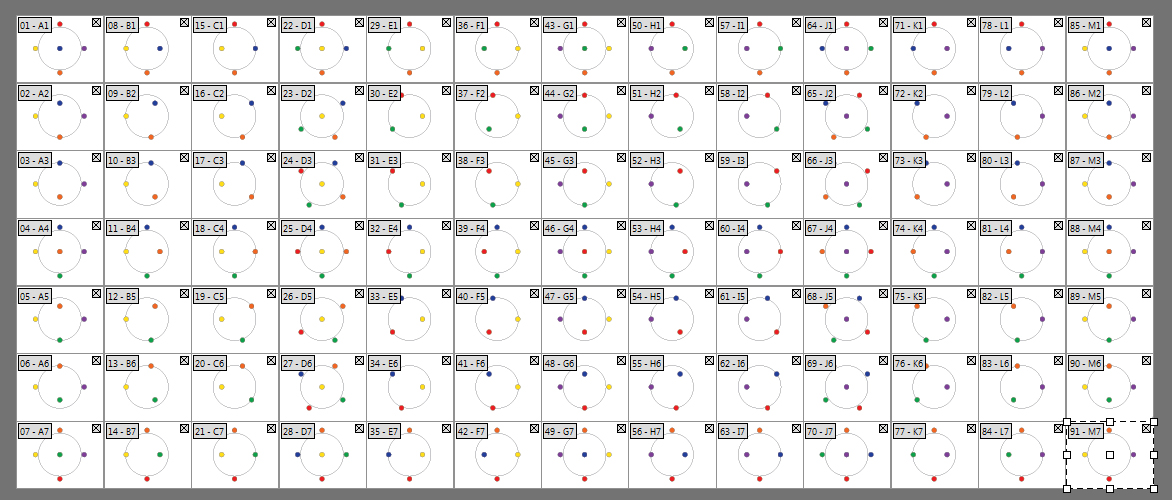 01 - A1 08 - B1 15 - C1 22 - D1 29 - E1 36 - F1 43 - G1 50 - H1 57 - I1 64 - J1 71 - K1 78 - L1 85 - M1
02 - A2 09 - B2 16 - C2 23 - D2 30 - E2 37 - F2 44 - G2 51 - H2 58 - I2 65 - J2 72 - K2 79 - L2 86 - M2
03 - A3 10 - B3 17 - C3 24 - D3 31 - E3 38 - F3 45 - G3 52 - H3 59 - I3 66 - J3 73 - K3 80 - L3 87 - M3
04 - A4 11 - B4 18 - C4 25 - D4 32 - E4 39 - F4 46 - G4 53 - H4 60 - I4 67 - J4 74 - K4 81 - L4 88 - M4
05 - A5 12 - B5 19 - C5 26 - D5 33 - E5 40 - F5 47 - G5 54 - H5 61 - I5 68 - J5 75 - K5 82 - L5 89 - M5
06 - A6 13 - B6 20 - C6 27 - D6 34 - E6 41 - F6 48 - G6 55 - H6 62 - I6 69 - J6 76 - K6 83 - L6 90 - M6
07 - A7 14 - B7 21 - C7 28 - D7 35 - E7 42 - F7 49 - G7 56 - H7 63 - I7 70 - J7 77 - K7 84 - L7 91 - M7